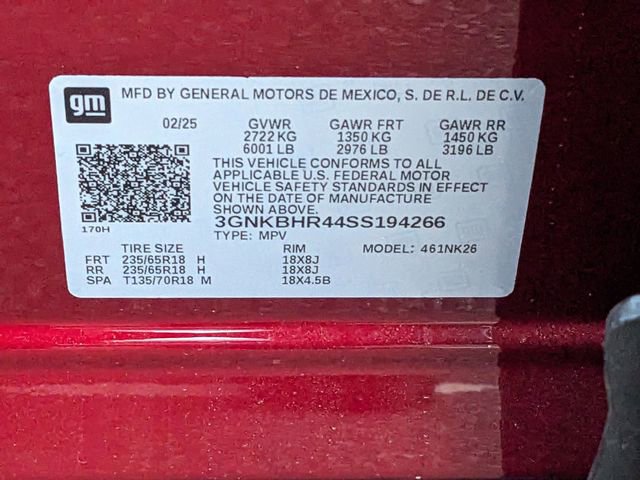 gm
MFD BY GENERAL MOTORS DE MEXICO, S. DE R.L. DE C.V.
02/25 GVWR GAWR FRT GAWR RR
2722 KG 1350 KG 1450 KG
6001 LB 2976 LB 3196 LB
THIS VEHICLE CONFORMS TO ALL
APPLICABLE U.S. FEDERAL MOTOR
VEHICLE SAFETY STANDARDS IN EFFECT
ON THE DATE OF MANUFACTURE
SHOWN ABOVE.
170H
3GNKBHR44SS194266
TYPE: MPV MODEL: 461NK26
TIRE SIZE RIM
FRT 235/65R18 H 18X8J
RR 235/65R18 H 18X8J
SPA T135/70R18 M 18X4.5B